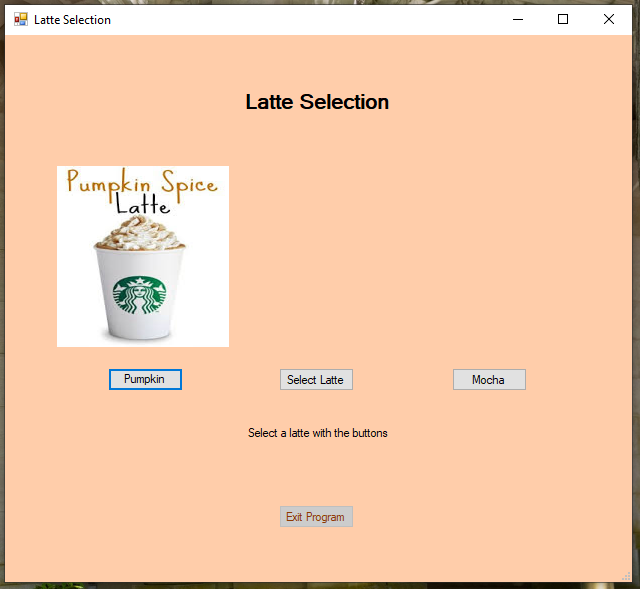 Latte Selection
Latte Selection
Pumpkin Spice
Latte
Pumpkin
Select Latte
Mocha
Select a latte with the buttons
Exit Program